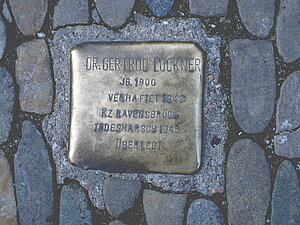 DR. GERTRUD LUCKNER
JG. 1900
VERHAFTET 1943
KZ RAVENSBRÜCK
TODESMARSCH 1945
ÜBERLEBT